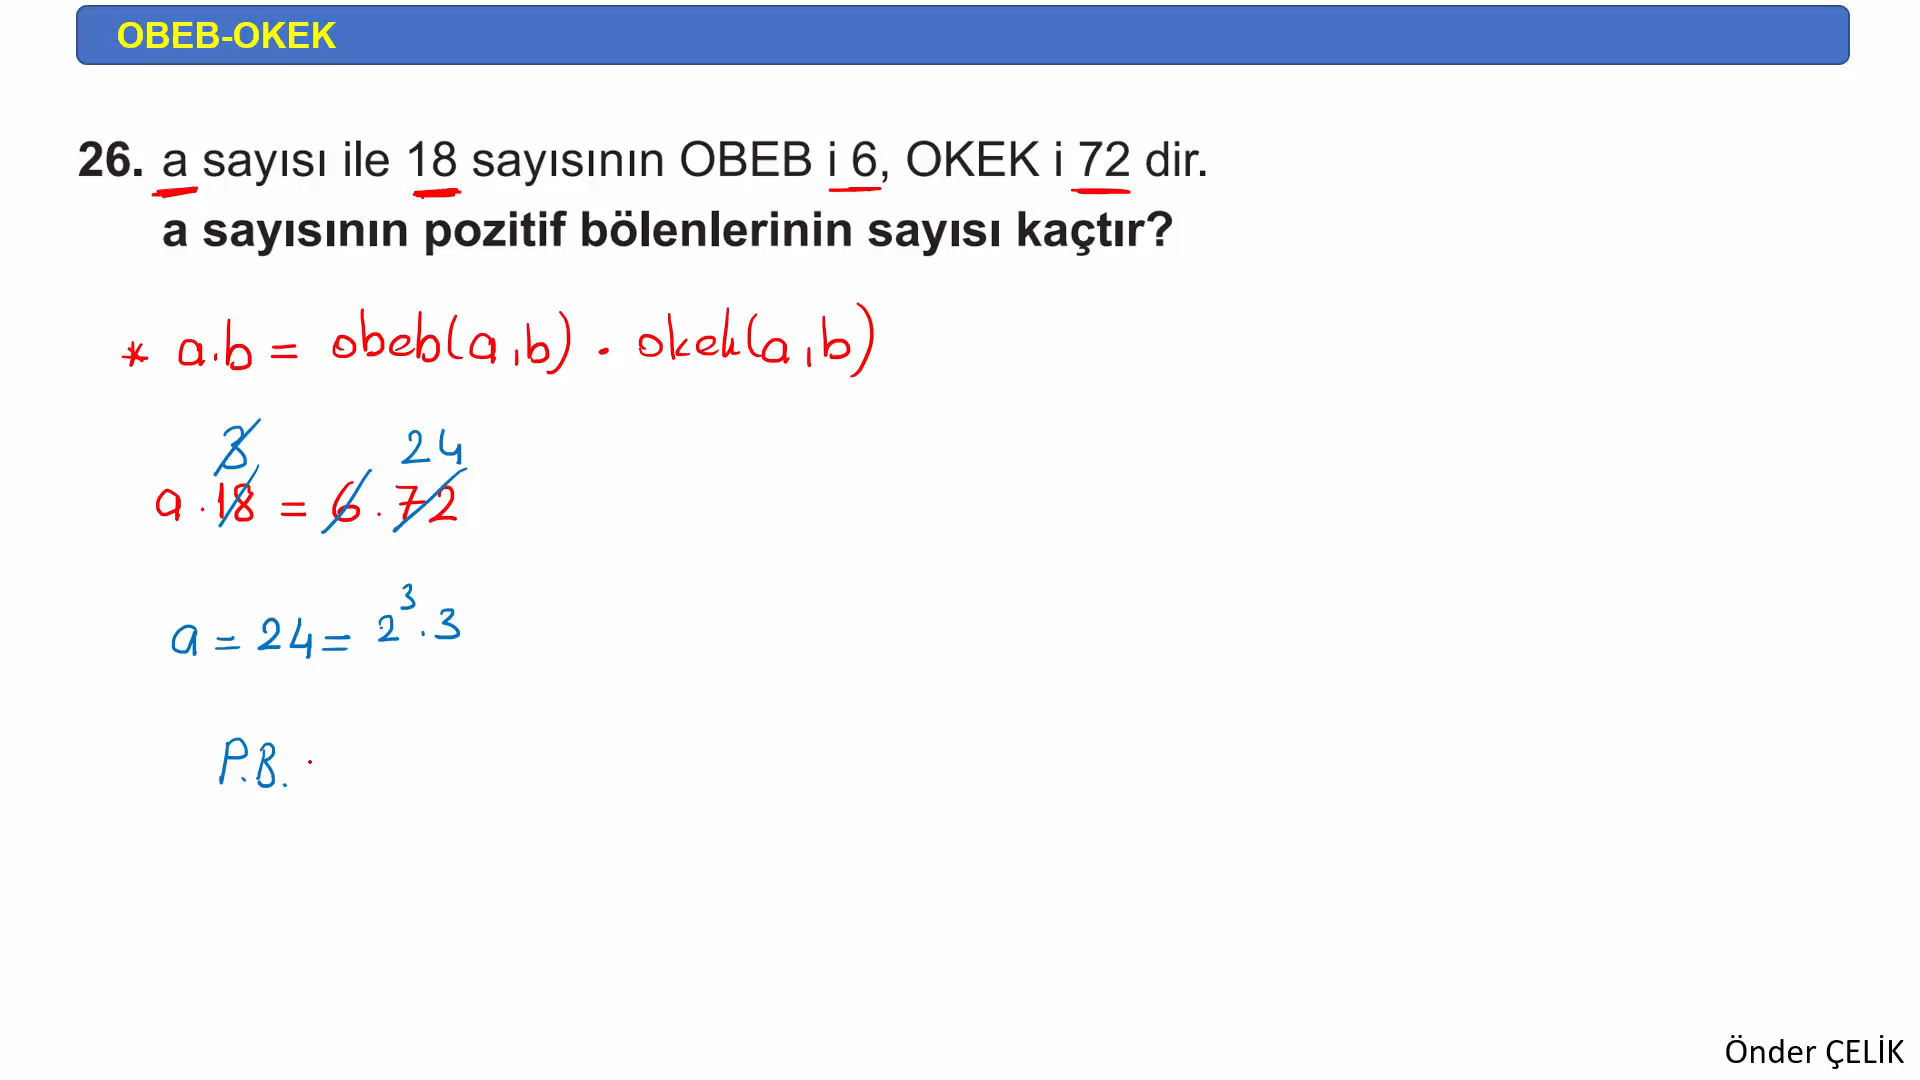 OBEB-OKEK
26. a sayısı ile 18 sayısının OBEB i 6, OKEK i 72 dir.
a sayısının pozitif bölenlerinin sayısı kaçtır?
* a.b = obeb(a,b) . okek(a,b)
3 24
a . 18 = 6 . 72
a = 24 = 2³ . 3
P.B.
Önder ÇELİK